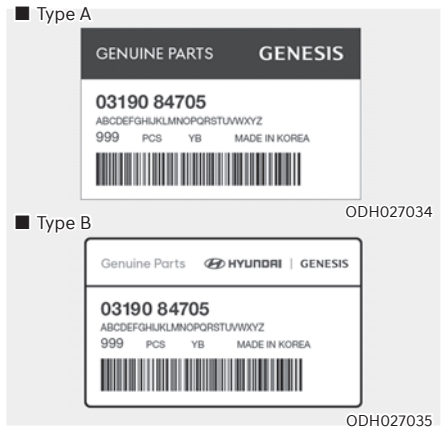 ■ Type A
GENUINE PARTS GENESIS
03190 84705
ABCDEFGHIJKLMNOPQRSTUVWXYZ
999 PCS YB MADE IN KOREA
ODH027034
■ Type B
Genuine Parts HYUNDAI | GENESIS
03190 84705
ABCDEFGHIJKLMNOPQRSTUVWXYZ
999 PCS YB MADE IN KOREA
ODH027035